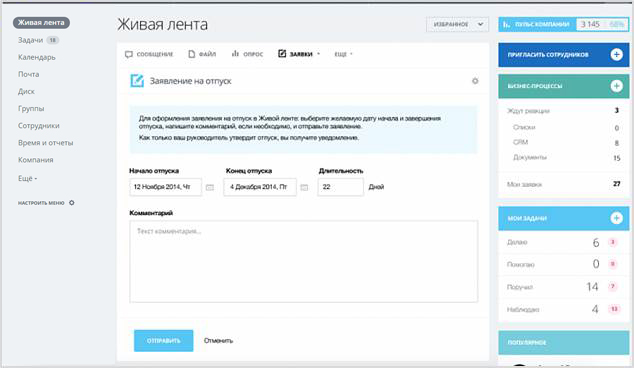 Живая лента
Задачи 18
Календарь
Почта
Диск
Группы
Сотрудники
Время и отчеты
Компания
Ещё
НАСТРОИТЬ МЕНЮ
Живая лента
ИЗБРАННОЕ
СООБЩЕНИЕ ФАЙЛ ОПРОС ЗАЯВКИ ЕЩЕ
Заявление на отпуск
Для оформления заявления на отпуск в Живой ленте: выберите желаемую дату начала и завершения
отпуска, напишите комментарий, если необходимо, и отправьте заявление.
Как только ваш руководитель утвердит отпуск, вы получите уведомление.
Начало отпуска Конец отпуска Длительность
12 Ноября 2014, Чт 4 Декабря 2014, Пт 22 Дней
Комментарий
Текст комментария...
ОТПРАВИТЬ Отменить
ПУЛЬС КОМПАНИИ 3 145 68%
ПРИГЛАСИТЬ СОТРУДНИКОВ
БИЗНЕС-ПРОЦЕССЫ
Ждут реакции 3
Списки 0
CRM 8
Документы 15
Мои заявки 27
МОИ ЗАДАЧИ
Делаю 6 3
Помогаю 0 0
Поручил 14 7
Наблюдаю 4 13
ПОПУЛЯРНОЕ